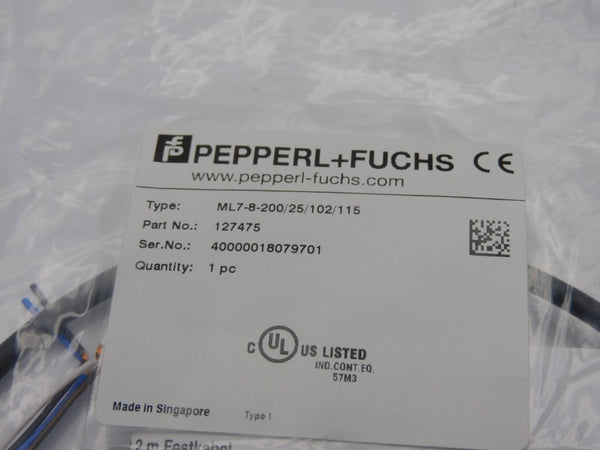 PEPPERL+FUCHS CE
www.pepperl-fuchs.com
Type: ML7-8-200/25/102/115
Part No.: 127475
Ser.No.: 40000018079701
Quantity: 1 pc
C UL US LISTED
IND.CONT.EQ.
57M3
Made in Singapore Type 1
2 m Festkabel